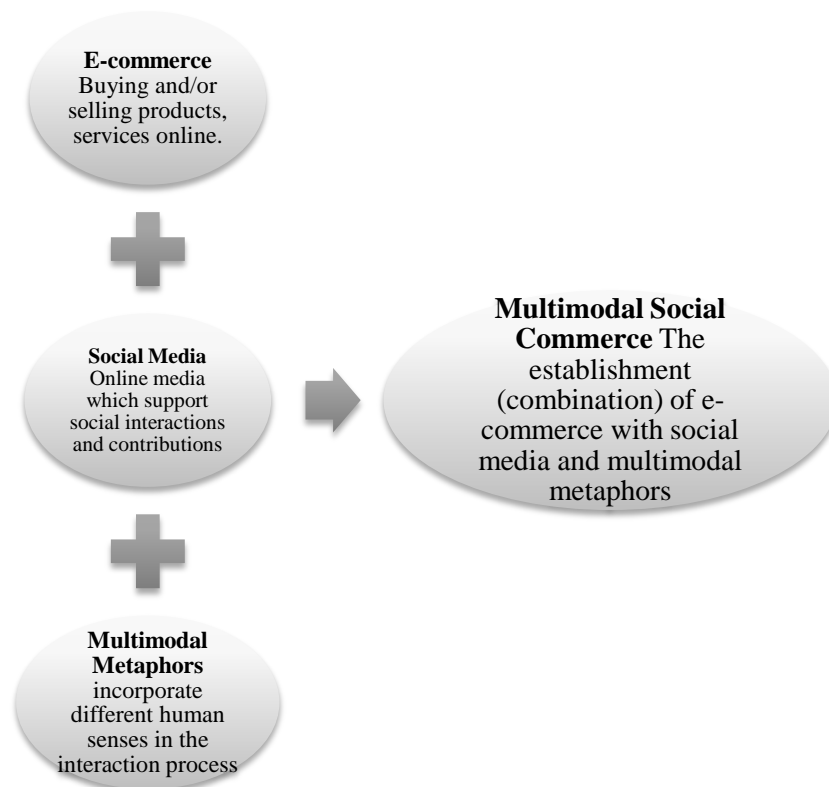 E-commerce
Buying and/or
selling products,
services online.
Social Media
Online media
which support
social interactions
and contributions
Multimodal
Metaphors
incorporate
different human
senses in the
interaction process
Multimodal Social
Commerce The
establishment
(combination) of e-
commerce with social
media and multimodal
metaphors